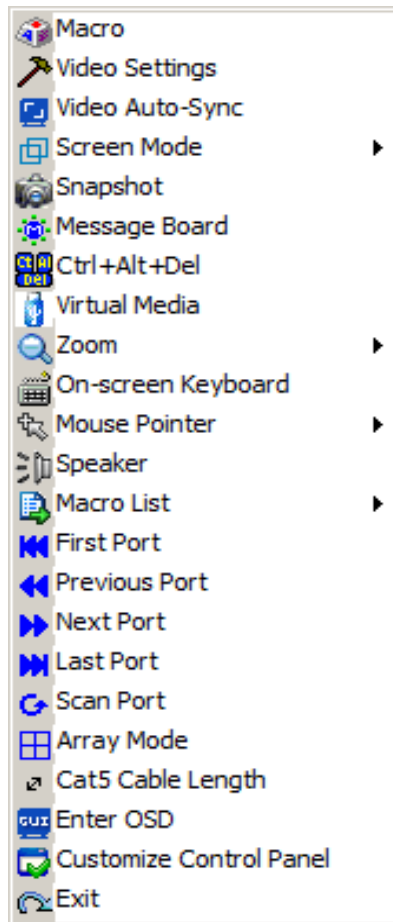 Macro
Video Settings
Video Auto-Sync
Screen Mode
Snapshot
Message Board
Ctrl+Alt+Del
Virtual Media
Zoom
On-screen Keyboard
Mouse Pointer
Speaker
Macro List
First Port
Previous Port
Next Port
Last Port
Scan Port
Array Mode
Cat5 Cable Length
GUI Enter OSD
Customize Control Panel
Exit